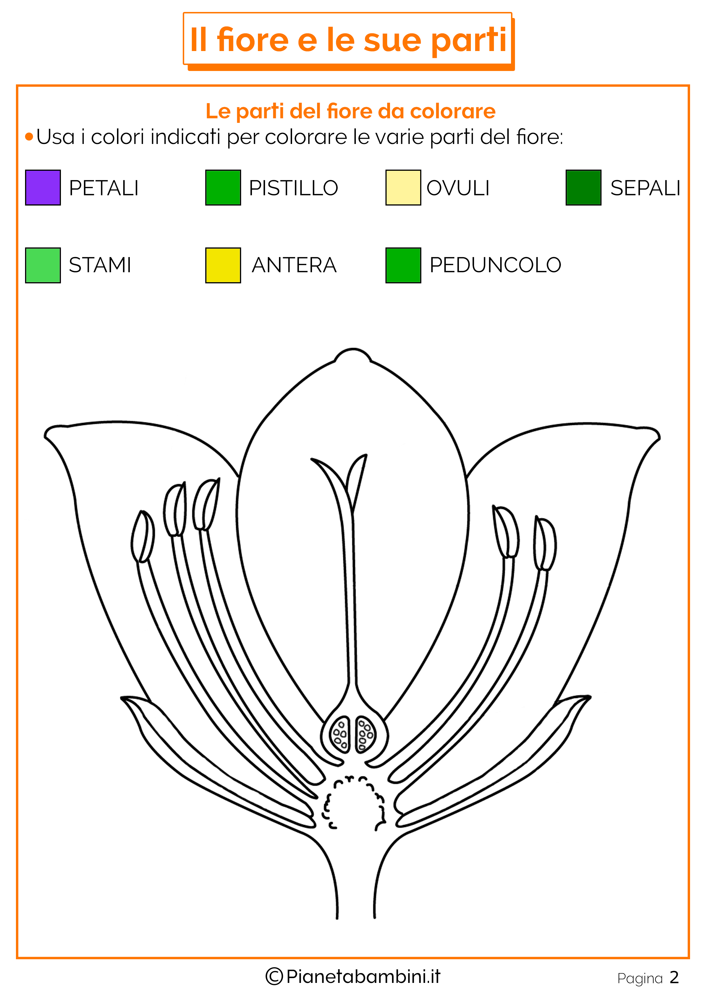 Il fiore e le sue parti
Le parti del fiore da colorare
• Usa i colori indicati per colorare le varie parti del fiore:
PETALI PISTILLO OVULI SEPALI
STAMI ANTERA PEDUNCOLO
©Pianetabambini.it
Pagina 2